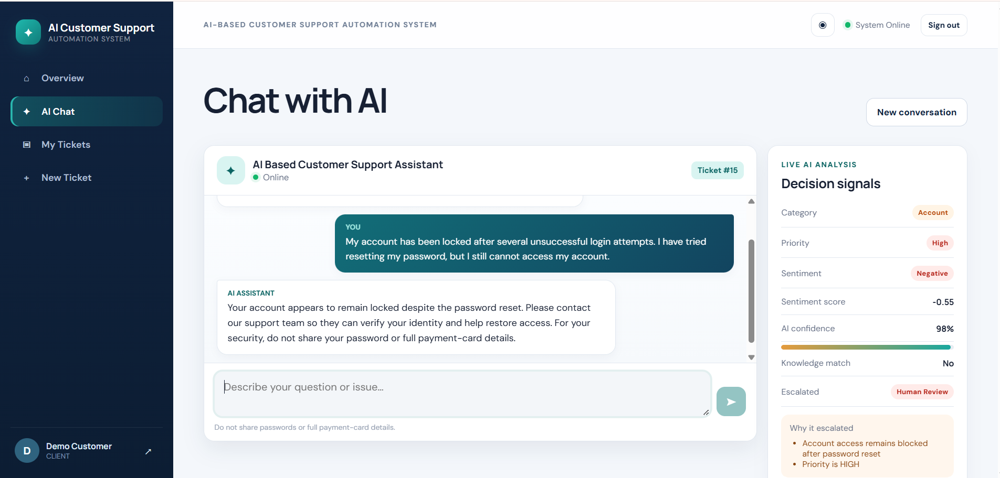 AI Customer Support
AUTOMATION SYSTEM
Overview
AI Chat
My Tickets
New Ticket
D
Demo Customer
CLIENT
AI-BASED CUSTOMER SUPPORT AUTOMATION SYSTEM
System Online
Sign out
Chat with AI
New conversation
AI Based Customer Support Assistant
Online
Ticket #15
YOU
My account has been locked after several unsuccessful login attempts. I have tried
resetting my password, but I still cannot access my account.
AI ASSISTANT
Your account appears to remain locked despite the password reset. Please contact
our support team so they can verify your identity and help restore access. For your
security, do not share your password or full payment-card details.
Describe your question or issue...
Do not share passwords or full payment-card details.
LIVE AI ANALYSIS
Decision signals
Category Account
Priority High
Sentiment Negative
Sentiment score -0.55
AI confidence 98%
Knowledge match No
Escalated Human Review
Why it escalated
• Account access remains blocked
after password reset
• Priority is HIGH